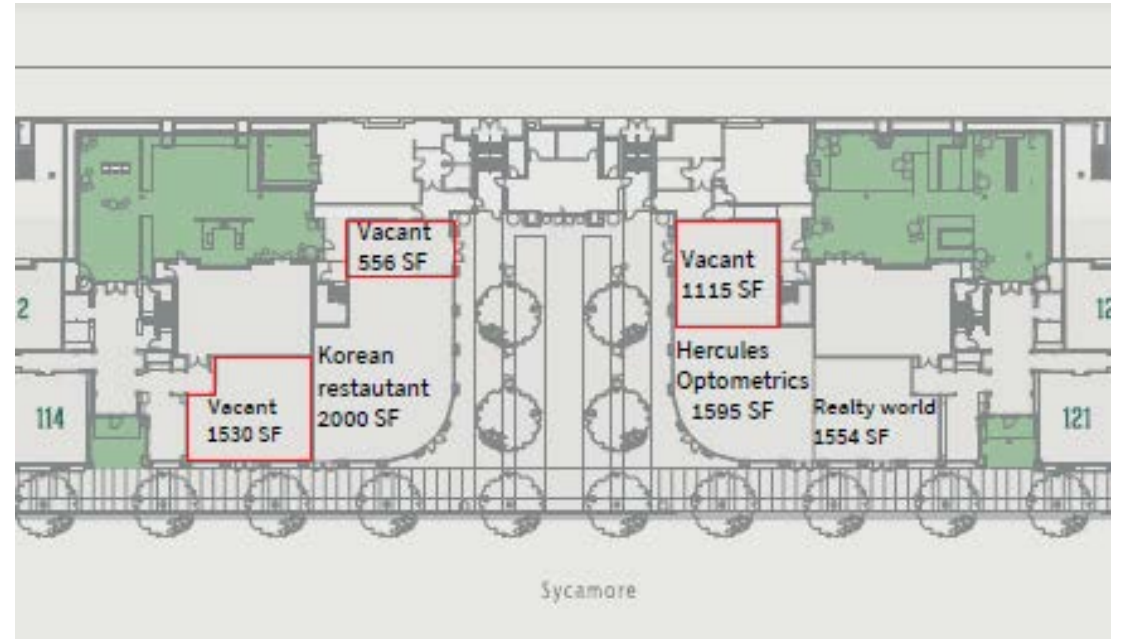 Vacant
556 SF
Vacant
1115 SF
2
12
Korean
restautant
2000 SF
Hercules
Optometrics
1595 SF
114
Vacant
1530 SF
Realty world
1554 SF
121
Sycamore